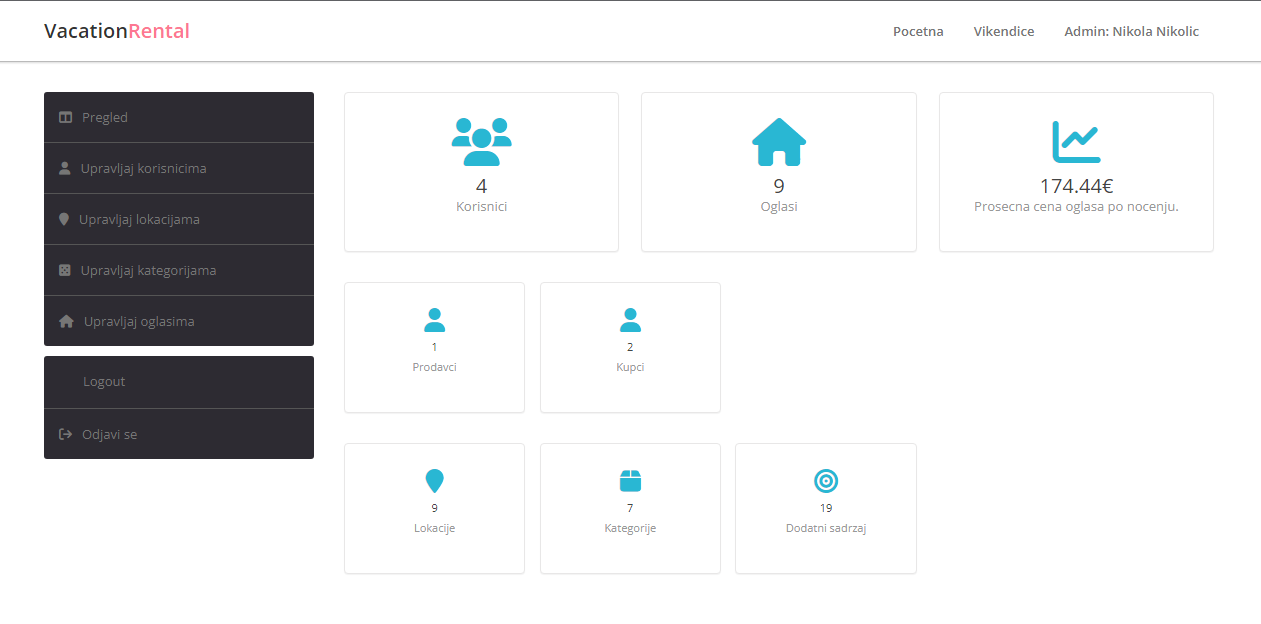 VacationRental
Pocetna Vikendice Admin: Nikola Nikolic
Pregled
Upravljaj korisnicima
Upravljaj lokacijama
Upravljaj kategorijama
Upravljaj oglasima
Logout
Odjavi se
4
Korisnici
9
Oglasi
174.44€
Prosecna cena oglasa po nocenju.
1
Prodavci
2
Kupci
9
Lokacije
7
Kategorije
19
Dodatni sadrzaj